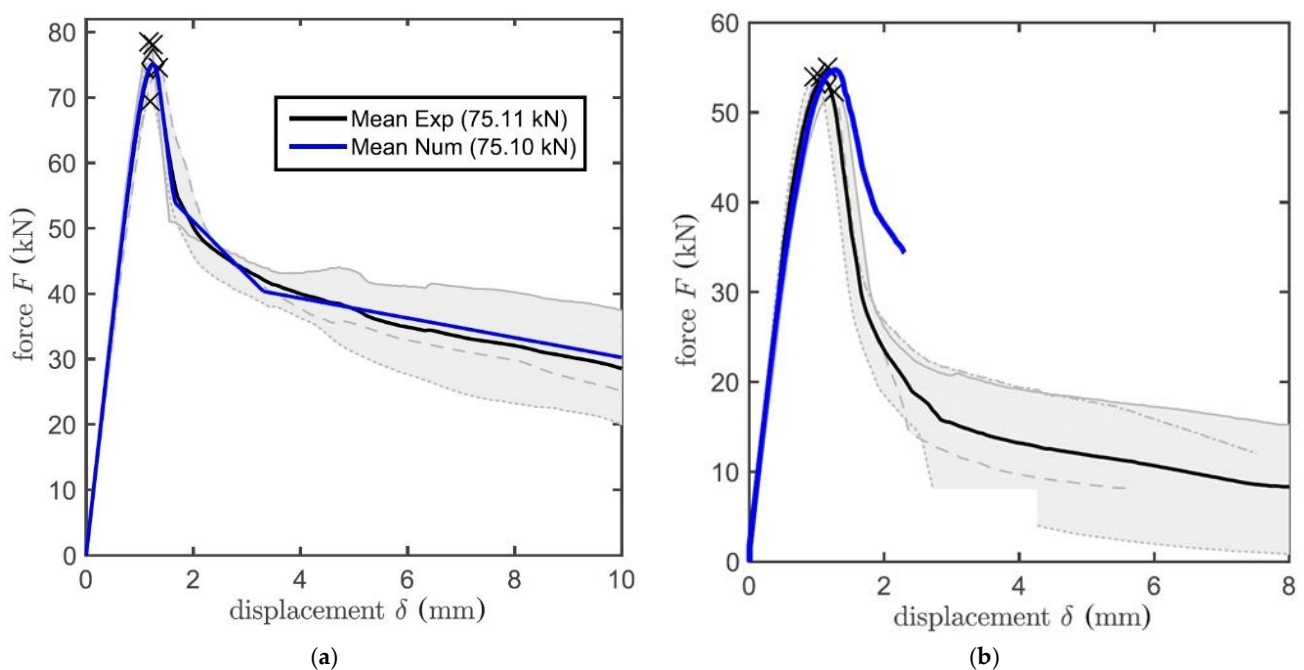 80
70
60
50
40
30
20
10
0
force F (kN)
Mean Exp (75.11 kN)
Mean Num (75.10 kN)
0 2 4 6 8 10
displacement δ (mm)
(a)
60
50
40
30
20
10
0
force F (kN)
0 2 4 6 8
displacement δ (mm)
(b)